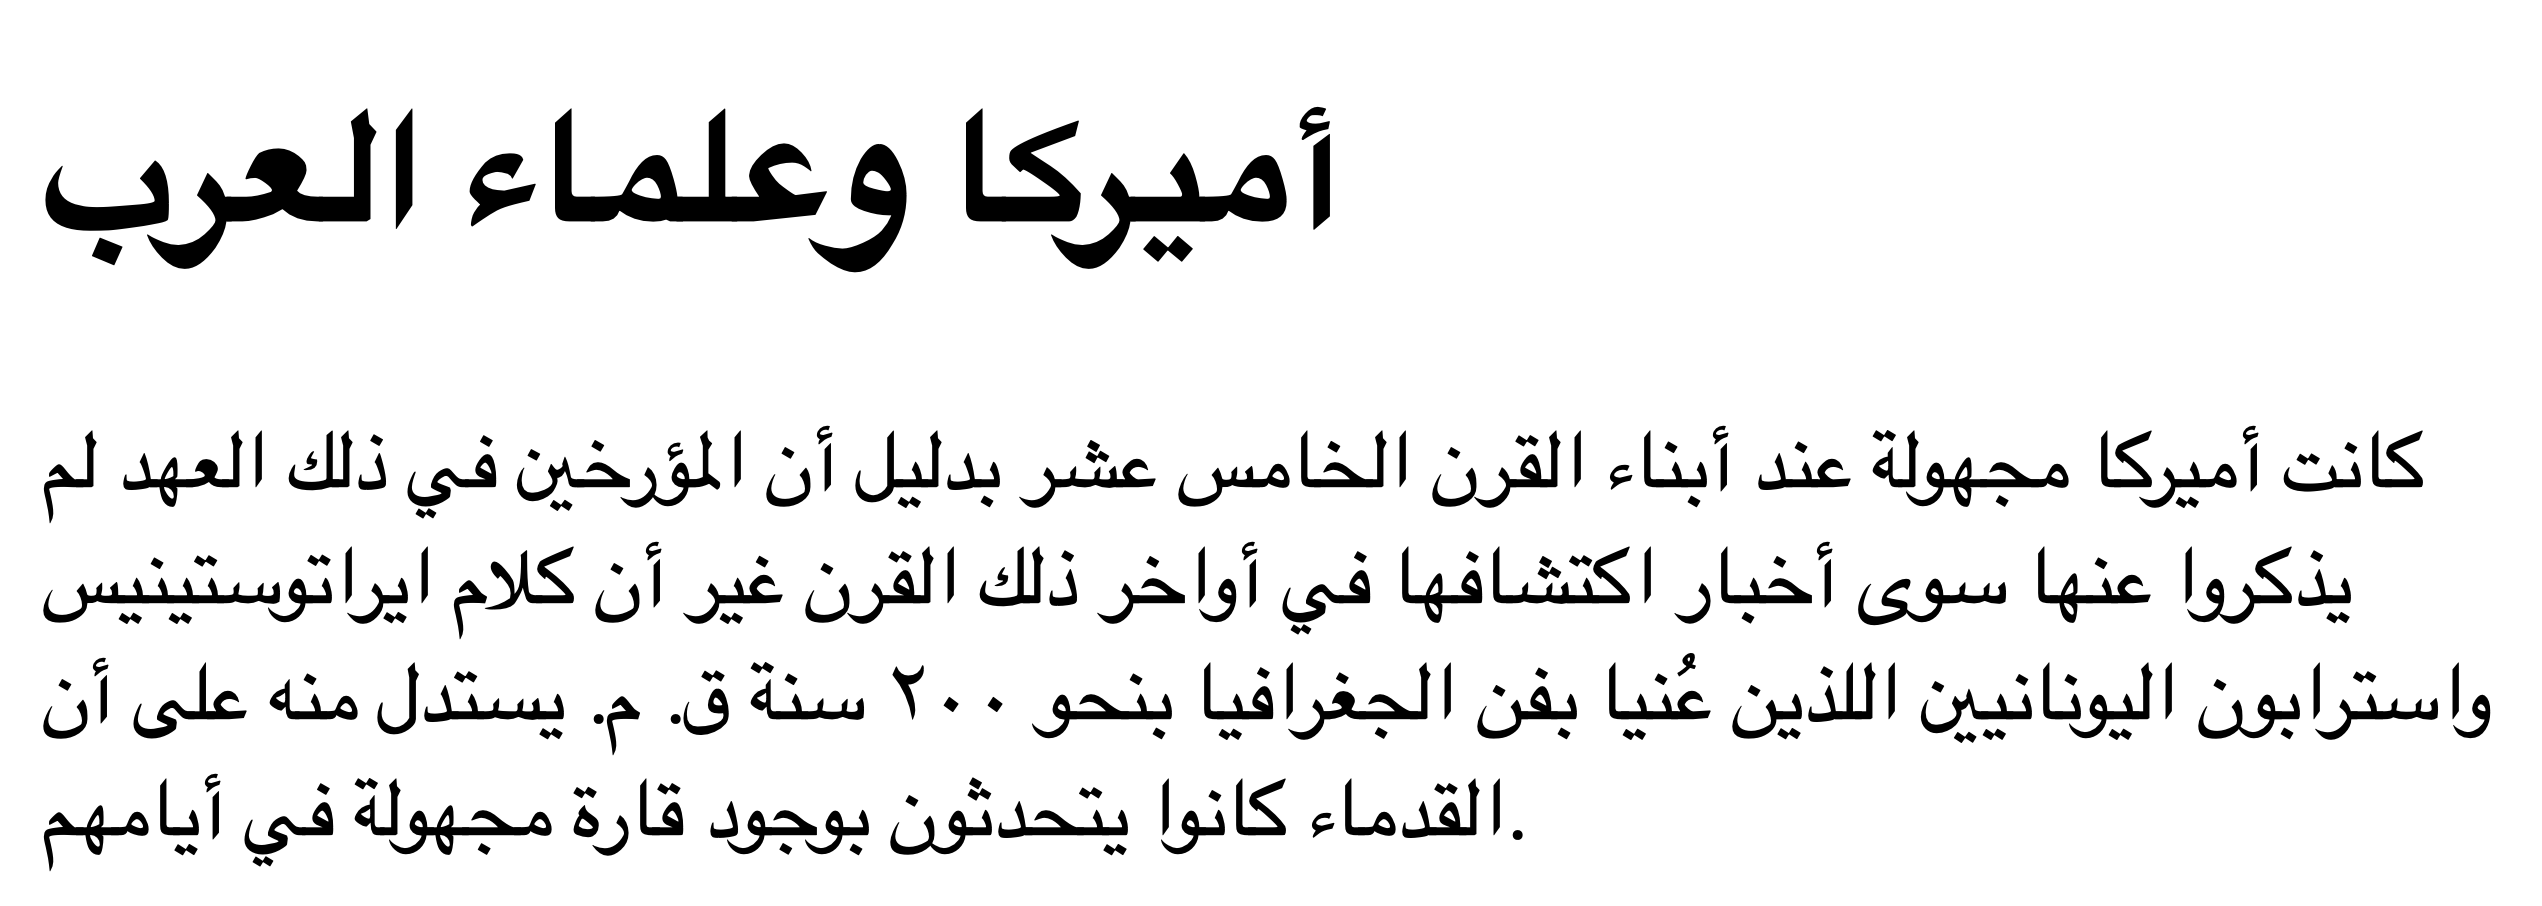 أميركا وعلماء العرب
كانت أميركا مجهولة عند أبناء القرن الخامس عشر بدليل أن المؤرخين في ذلك العهد لم
يذكروا عنها سوى أخبار اكتشافها في أواخر ذلك القرن غير أن كلام ايراتوستينيس
واسترابون اليونانيين اللذين عُنيا بفن الجغرافيا بنحو ٢٠٠ سنة ق. م. يستدل منه على أن
القدماء كانوا يتحدثون بوجود قارة مجهولة في أيامهم.